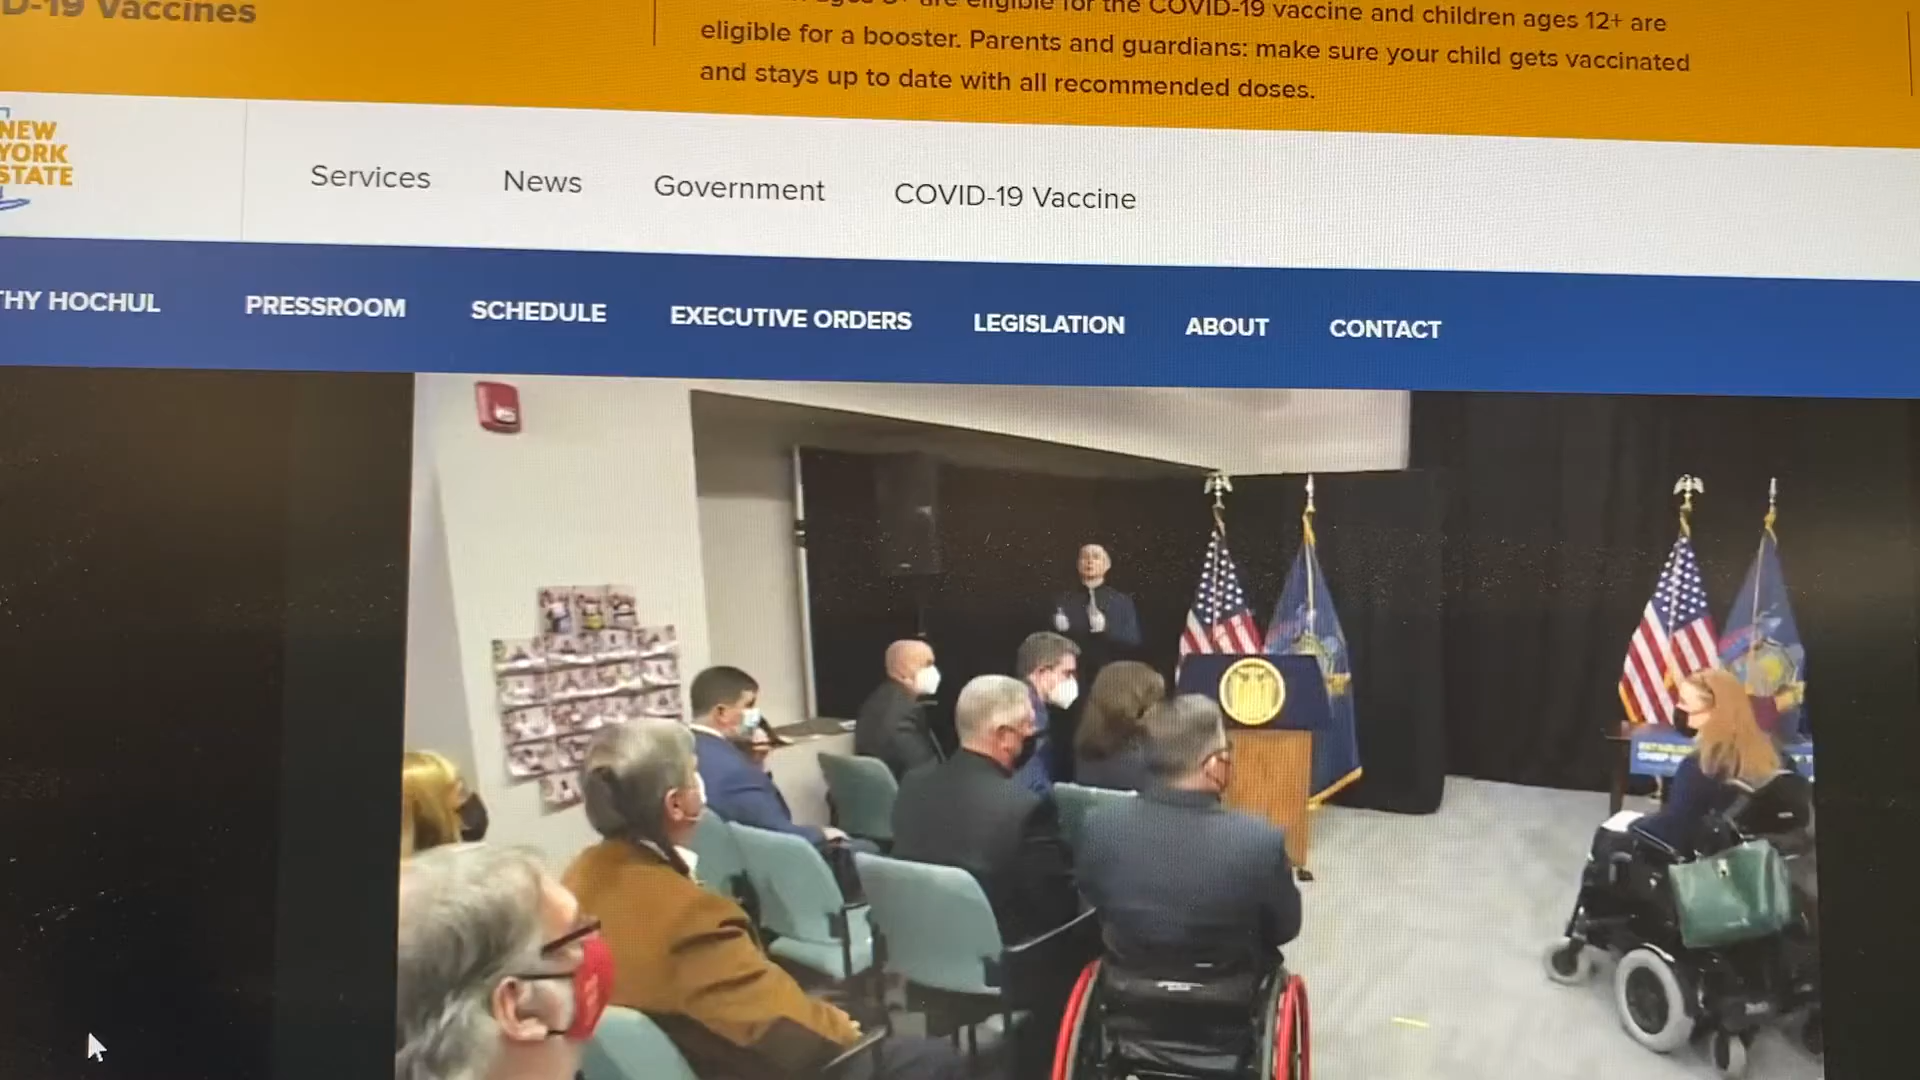 D-19 Vaccines
are eligible for the COVID-19 vaccine and children ages 12+ are
eligible for a booster. Parents and guardians: make sure your child gets vaccinated
and stays up to date with all recommended doses.
NEW
YORK
STATE
Services News Government COVID-19 Vaccine
THY HOCHUL PRESSROOM SCHEDULE EXECUTIVE ORDERS LEGISLATION ABOUT CONTACT